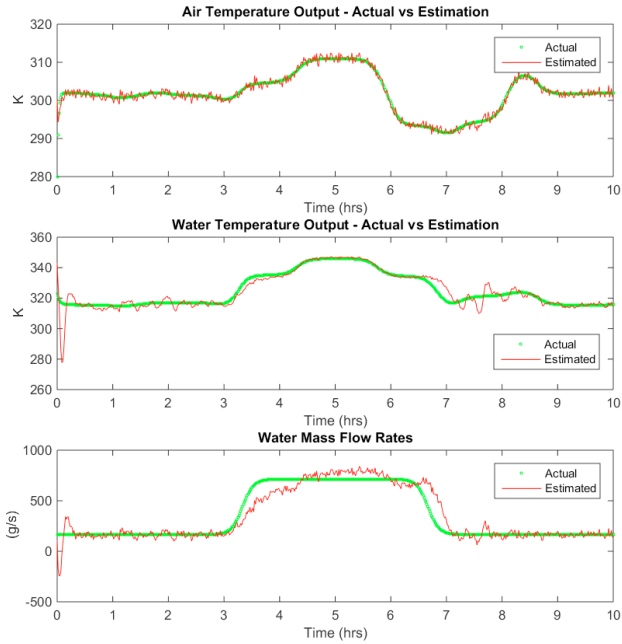 Air Temperature Output - Actual vs Estimation
320
310
300
290
280
K
Actual
Estimated
0 1 2 3 4 5 6 7 8 9 10
Time (hrs)
Water Temperature Output - Actual vs Estimation
360
340
320
300
280
260
K
Actual
Estimated
0 1 2 3 4 5 6 7 8 9 10
Time (hrs)
Water Mass Flow Rates
1000
500
0
-500
(g/s)
Actual
Estimated
0 1 2 3 4 5 6 7 8 9 10
Time (hrs)